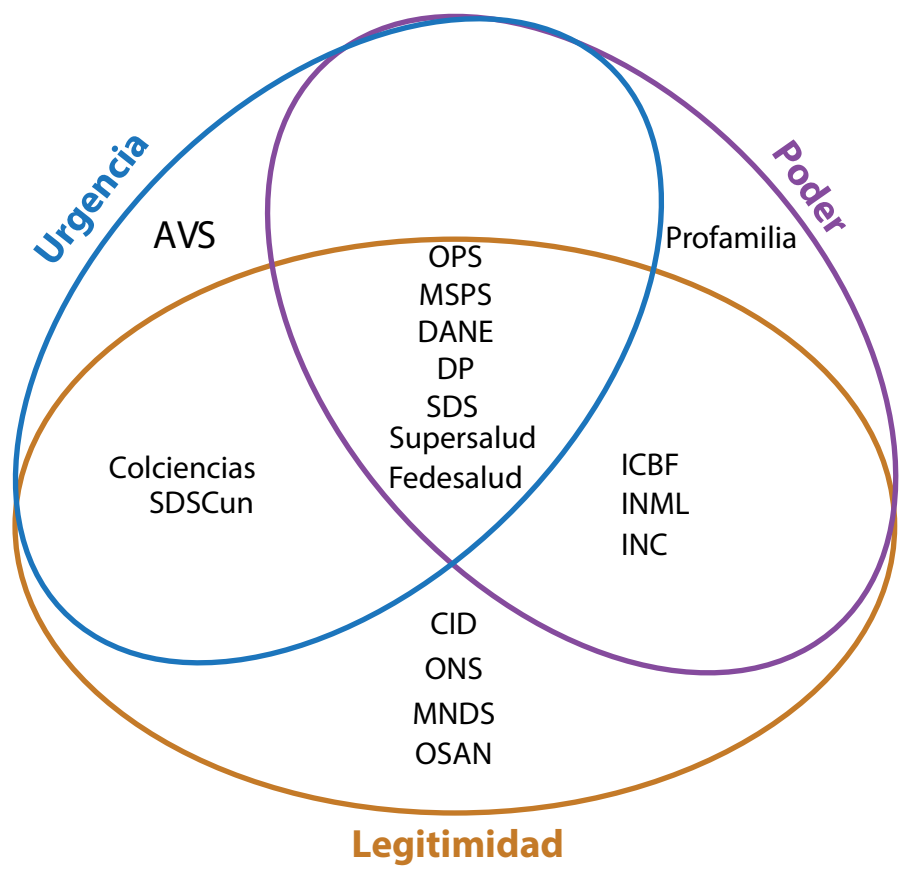 Urgencia
Poder
AVS
Profamilia
OPS
MSPS
DANE
DP
SDS
Supersalud
Fedesalud
Colciencias
SDSCun
ICBF
INML
INC
CID
ONS
MNDS
OSAN
Legitimidad